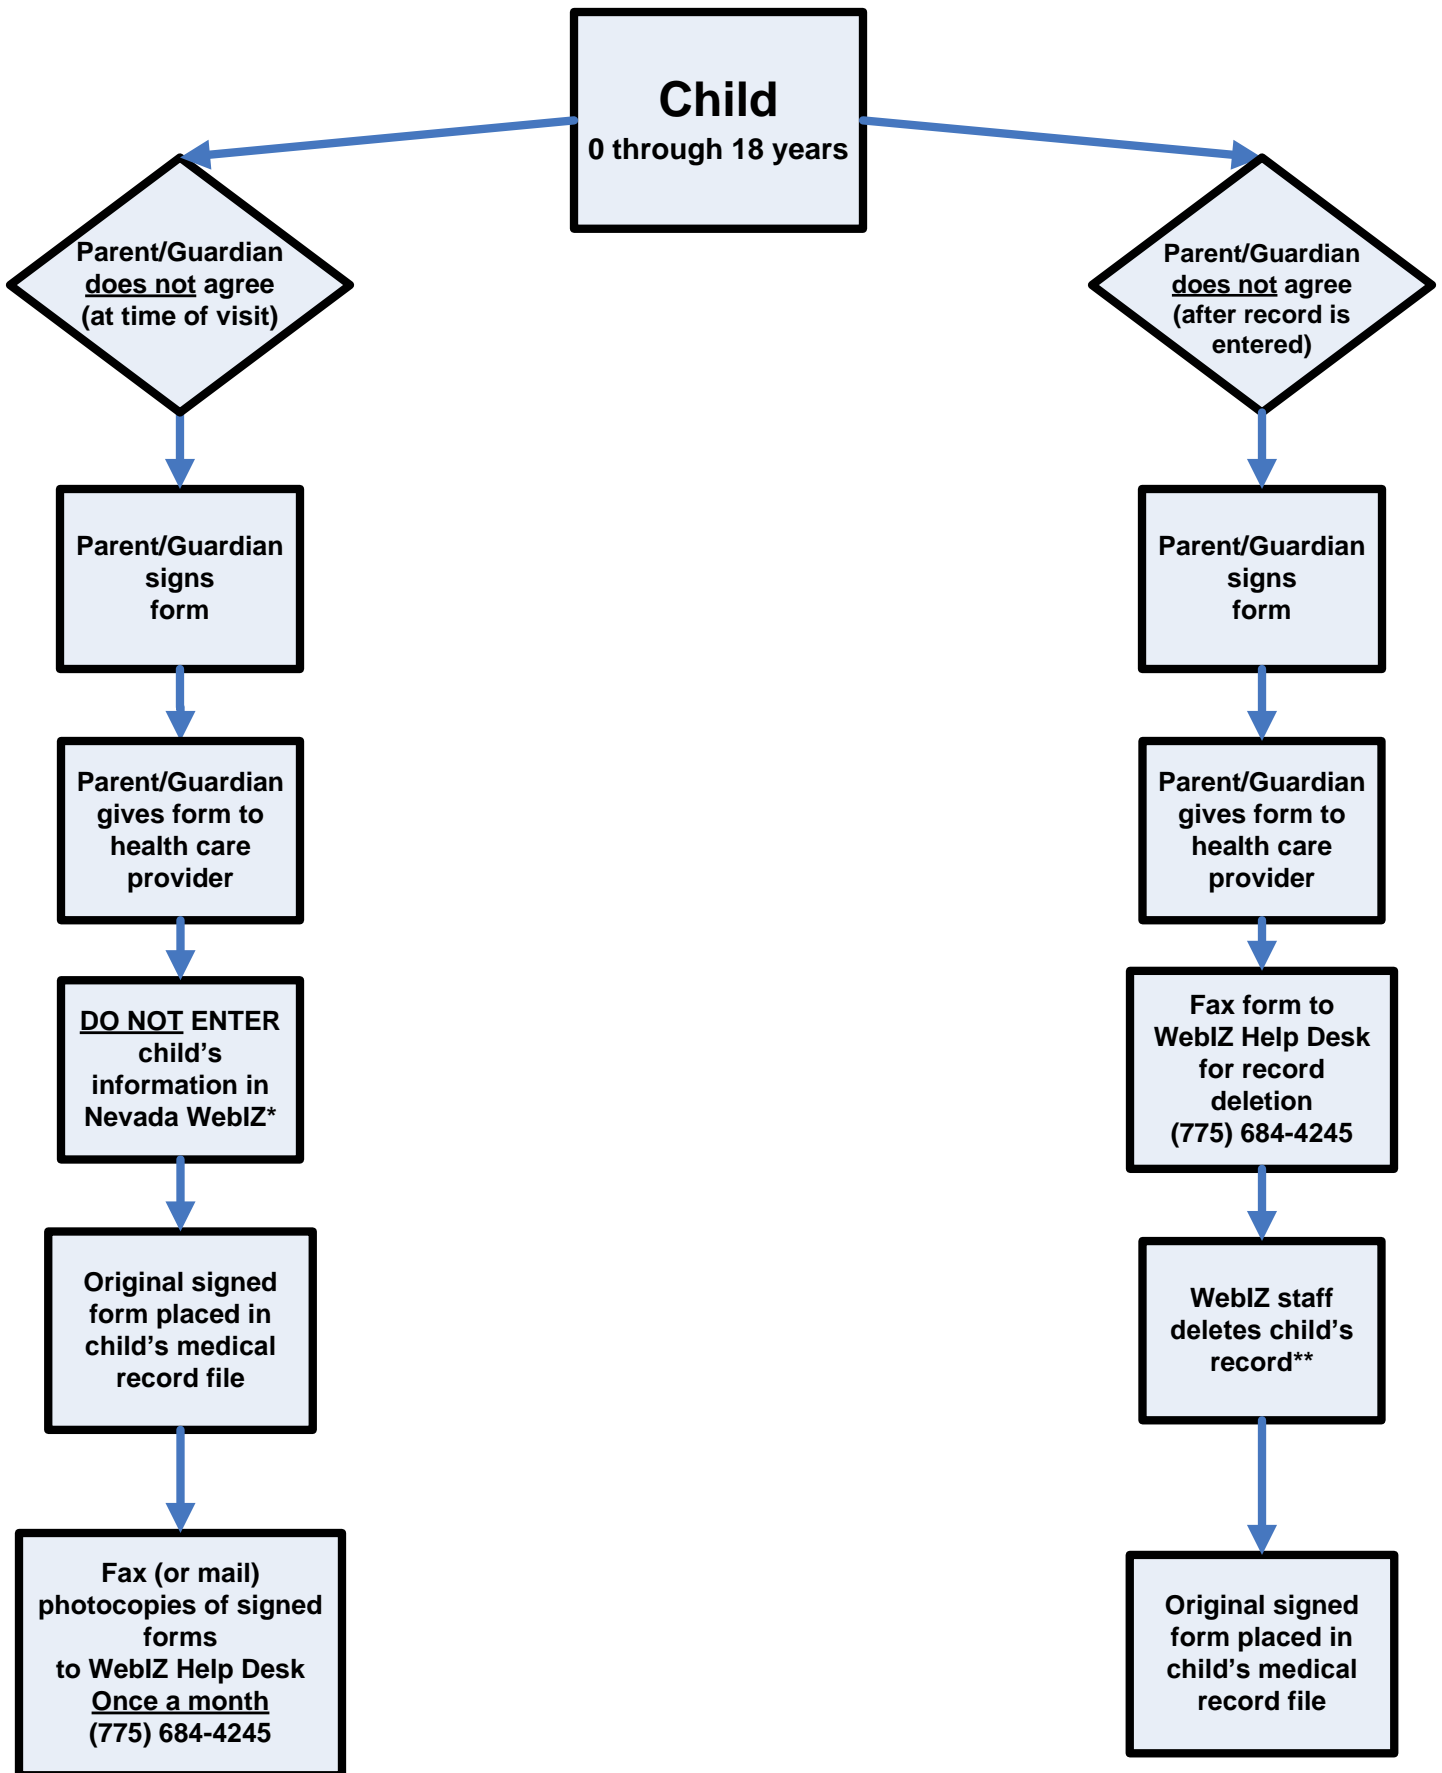 Child
0 through 18 years
Parent/Guardian
does not agree
(at time of visit)
Parent/Guardian
signs
form
Parent/Guardian
gives form to
health care
provider
DO NOT ENTER
child’s
information in
Nevada WebIZ*
Original signed
form placed in
child’s medical
record file
Fax (or mail)
photocopies of signed
forms
to WebIZ Help Desk
Once a month
(775) 684-4245
Parent/Guardian
does not agree
(after record is
entered)
Parent/Guardian
signs
form
Parent/Guardian
gives form to
health care
provider
Fax form to
WebIZ Help Desk
for record
deletion
(775) 684-4245
WebIZ staff
deletes child’s
record**
Original signed
form placed in
child’s medical
record file